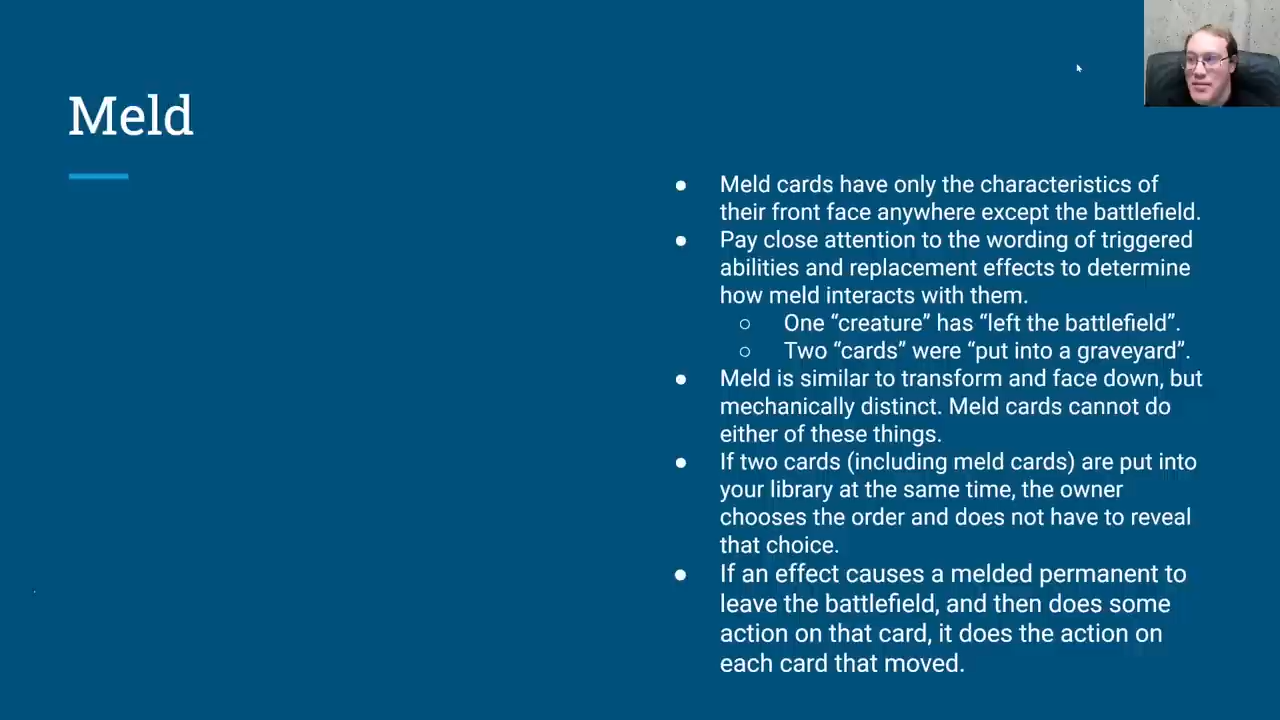 Meld
● Meld cards have only the characteristics of
their front face anywhere except the battlefield.
● Pay close attention to the wording of triggered
abilities and replacement effects to determine
how meld interacts with them.
○ One “creature” has “left the battlefield”.
○ Two “cards” were “put into a graveyard”.
● Meld is similar to transform and face down, but
mechanically distinct. Meld cards cannot do
either of these things.
● If two cards (including meld cards) are put into
your library at the same time, the owner
chooses the order and does not have to reveal
that choice.
● If an effect causes a melded permanent to
leave the battlefield, and then does some
action on that card, it does the action on
each card that moved.